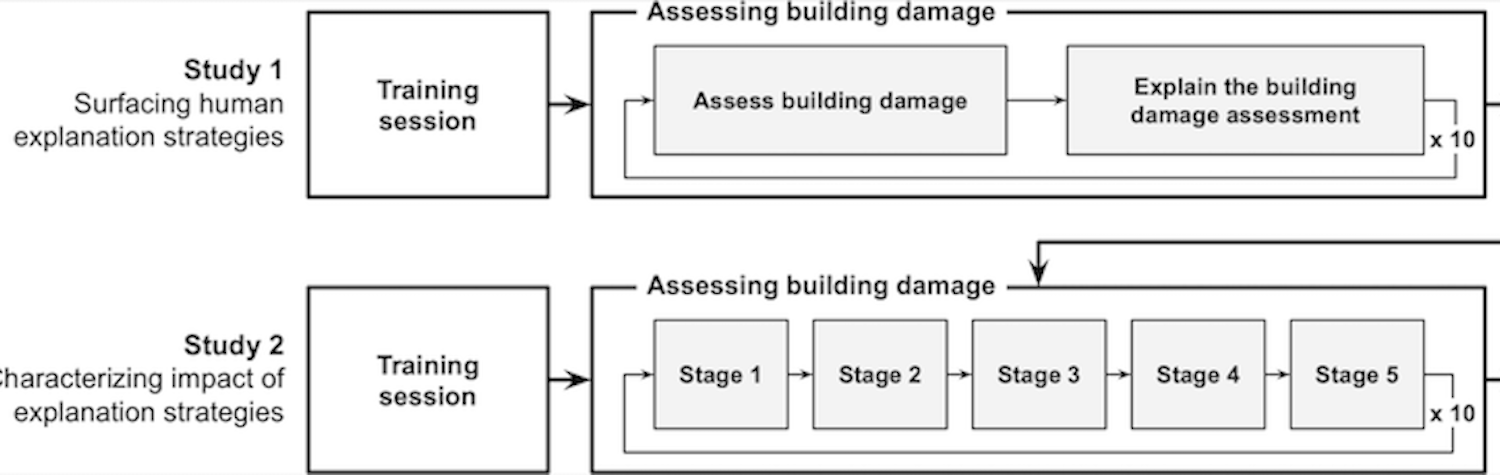 Assessing building damage
Study 1
Surfacing human
explanation strategies
Training
session
Assess building damage
Explain the building
damage assessment
x 10
Assessing building damage
Study 2
Characterizing impact of
explanation strategies
Training
session
Stage 1
Stage 2
Stage 3
Stage 4
Stage 5
x 10